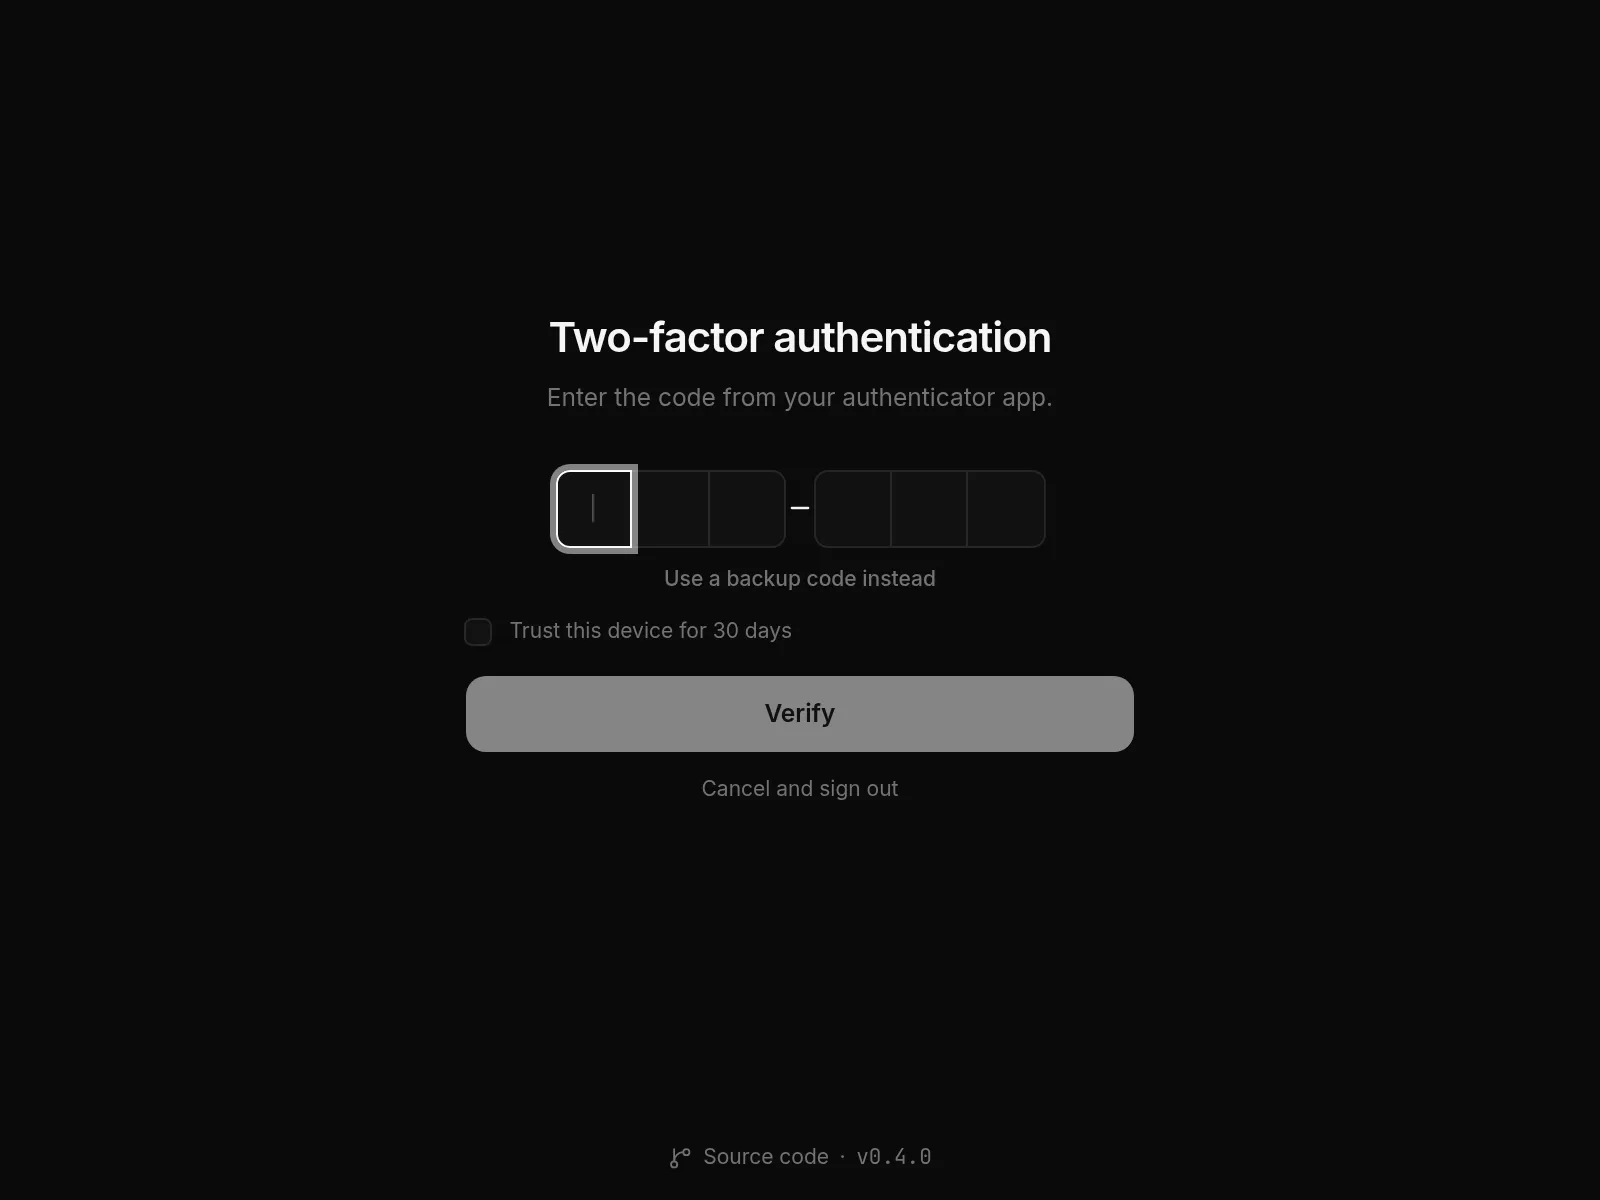 Two-factor authentication
Enter the code from your authenticator app.
Use a backup code instead
Trust this device for 30 days
Verify
Cancel and sign out
Source code · v0.4.0